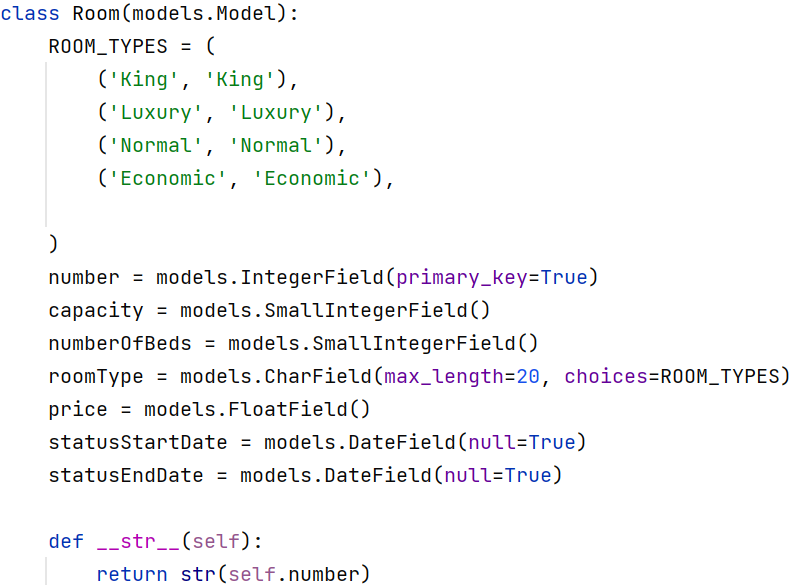 class Room(models.Model):
    ROOM_TYPES = (
        ('King', 'King'),
        ('Luxury', 'Luxury'),
        ('Normal', 'Normal'),
        ('Economic', 'Economic'),
    )
    number = models.IntegerField(primary_key=True)
    capacity = models.SmallIntegerField()
    numberOfBeds = models.SmallIntegerField()
    roomType = models.CharField(max_length=20, choices=ROOM_TYPES)
    price = models.FloatField()
    statusStartDate = models.DateField(null=True)
    statusEndDate = models.DateField(null=True)
    def __str__(self):
        return str(self.number)